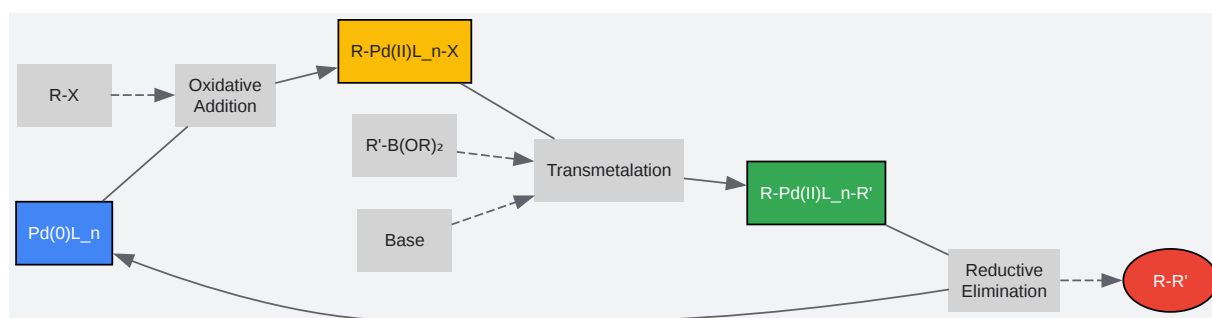 R-Pd(II)L_n-X
R-X
Oxidative
Addition
R'-B(OR)₂
Transmetalation
R-Pd(II)L_n-R'
Pd(0)L_n
Base
Reductive
Elimination
R-R'